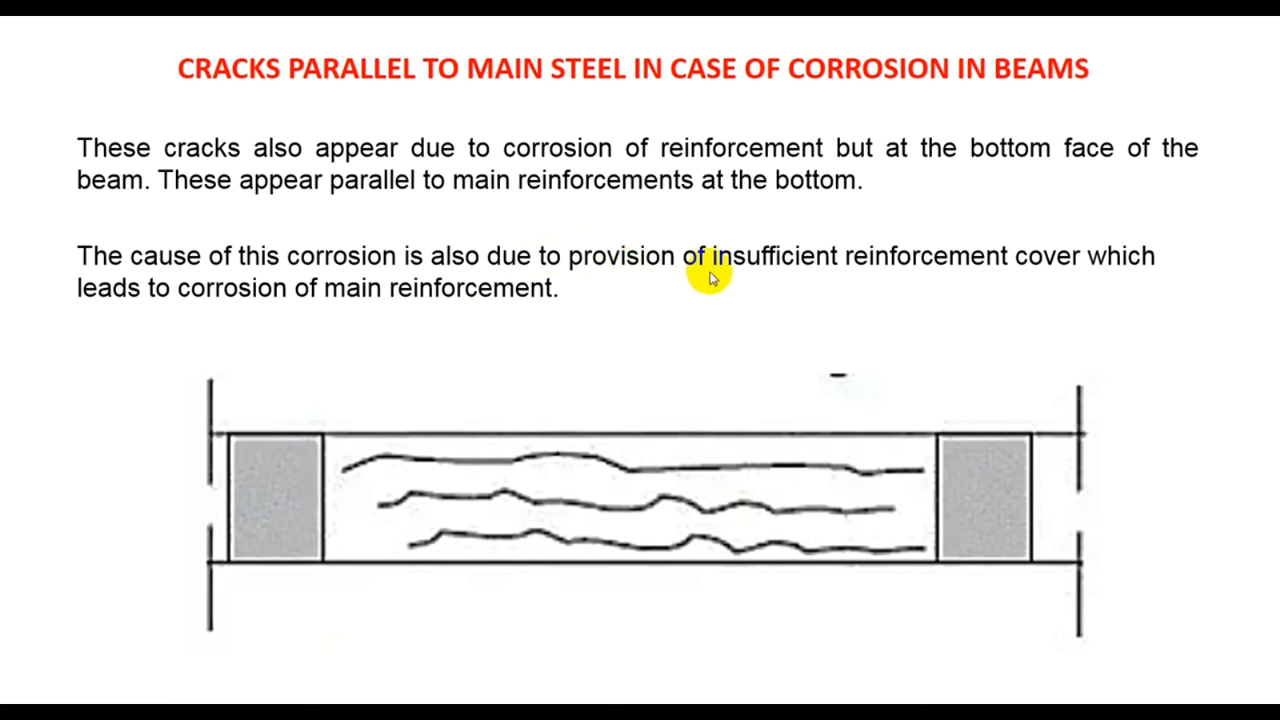 CRACKS PARALLEL TO MAIN STEEL IN CASE OF CORROSION IN BEAMS
These cracks also appear due to corrosion of reinforcement but at the bottom face of the
beam. These appear parallel to main reinforcements at the bottom.
The cause of this corrosion is also due to provision of insufficient reinforcement cover which
leads to corrosion of main reinforcement.